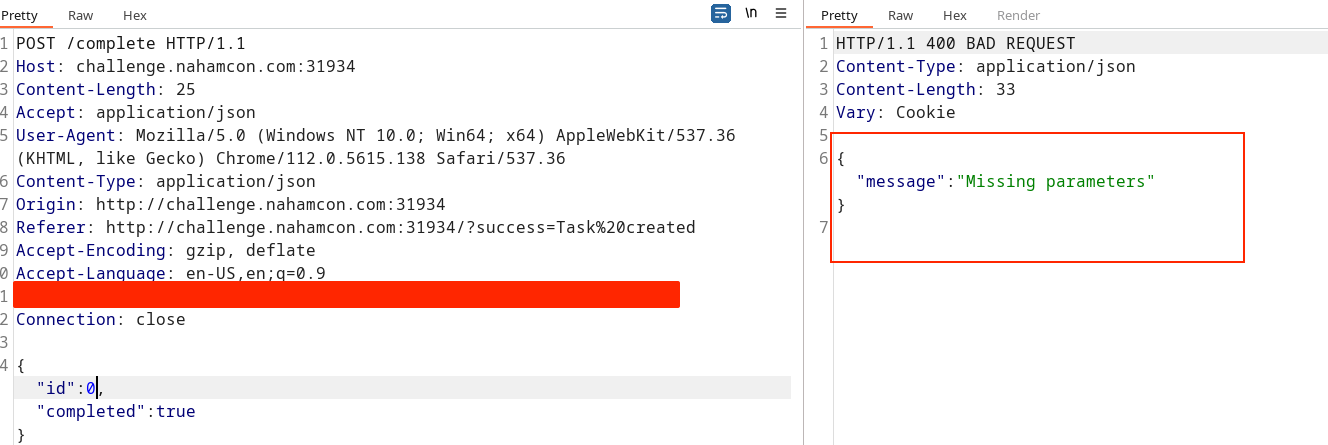 Pretty Raw Hex \n
1 POST /complete HTTP/1.1
2 Host: challenge.nahamcon.com:31934
3 Content-Length: 25
4 Accept: application/json
5 User-Agent: Mozilla/5.0 (Windows NT 10.0; Win64; x64) AppleWebKit/537.36
(KHTML, like Gecko) Chrome/112.0.5615.138 Safari/537.36
6 Content-Type: application/json
7 Origin: http://challenge.nahamcon.com:31934
8 Referer: http://challenge.nahamcon.com:31934/?success=Task%20created
9 Accept-Encoding: gzip, deflate
0 Accept-Language: en-US,en;q=0.9
1
2 Connection: close
3
4 {
"id":0,
"completed":true
}
Pretty Raw Hex Render
1 HTTP/1.1 400 BAD REQUEST
2 Content-Type: application/json
3 Content-Length: 33
4 Vary: Cookie
5
6 {
"message":"Missing parameters"
}
7